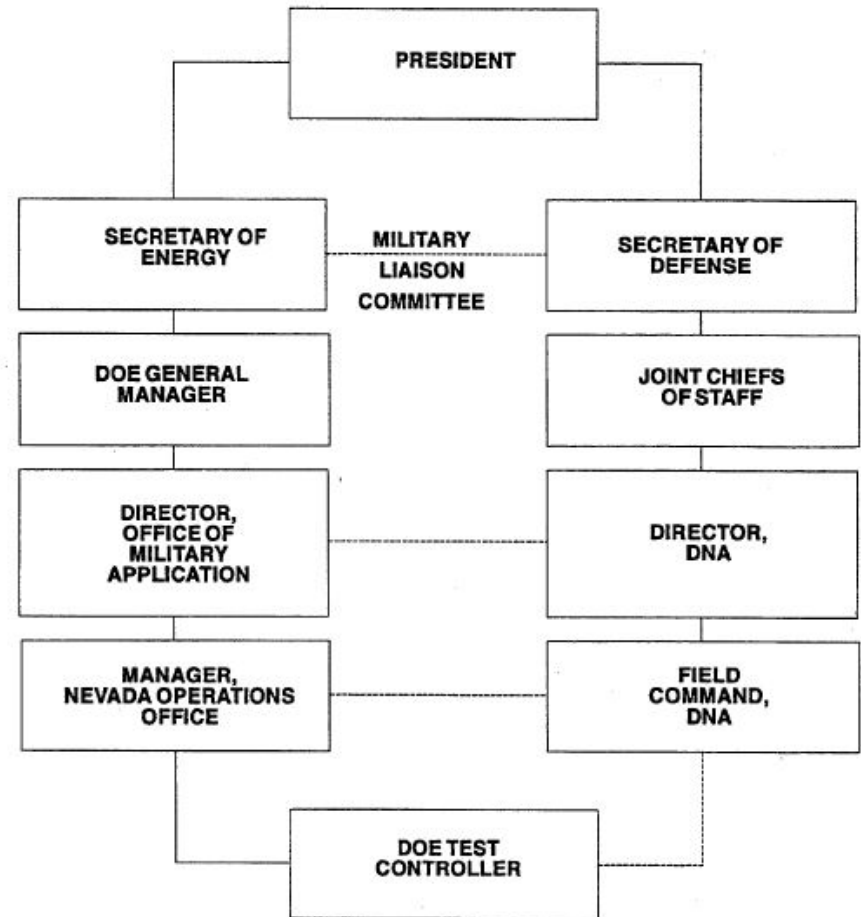 PRESIDENT
SECRETARY OF
ENERGY
MILITARY
LIAISON
COMMITTEE
SECRETARY OF
DEFENSE
DOE GENERAL
MANAGER
JOINT CHIEFS
OF STAFF
DIRECTOR,
OFFICE OF
MILITARY
APPLICATION
DIRECTOR,
DNA
MANAGER,
NEVADA OPERATIONS
OFFICE
FIELD
COMMAND,
DNA
DOE TEST
CONTROLLER